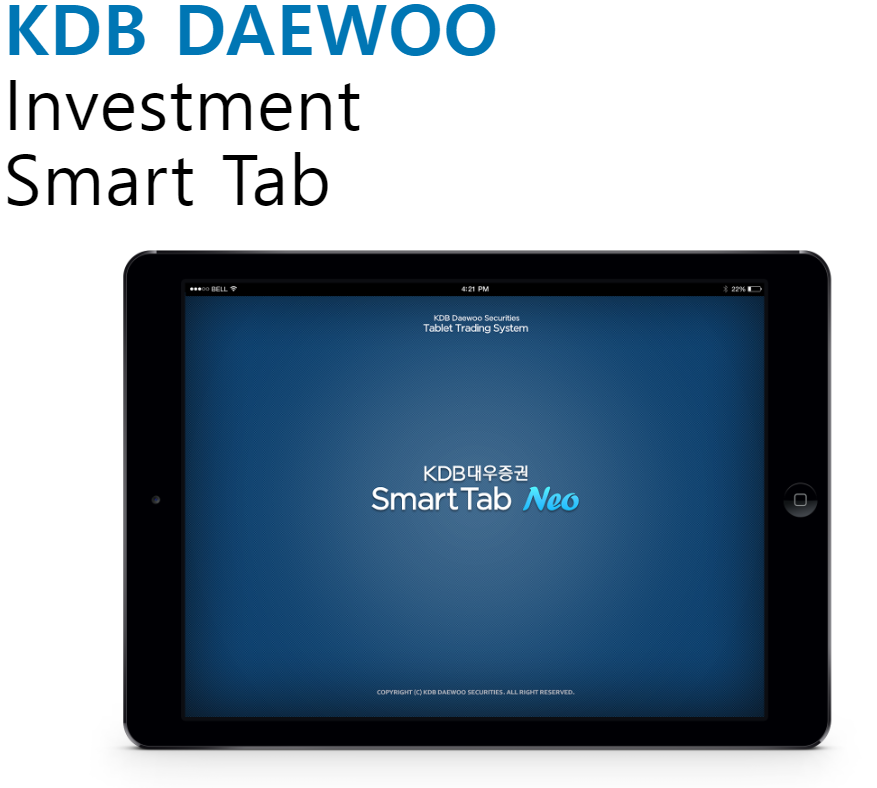 KDB DAEWOO
Investment
Smart Tab
BELL 4:21 PM 22%
KDB Daewoo Securities
Tablet Trading System
KDB대우증권
SmartTab Neo
COPYRIGHT (C) KDB DAEWOO SECURITIES. ALL RIGHT RESERVED.